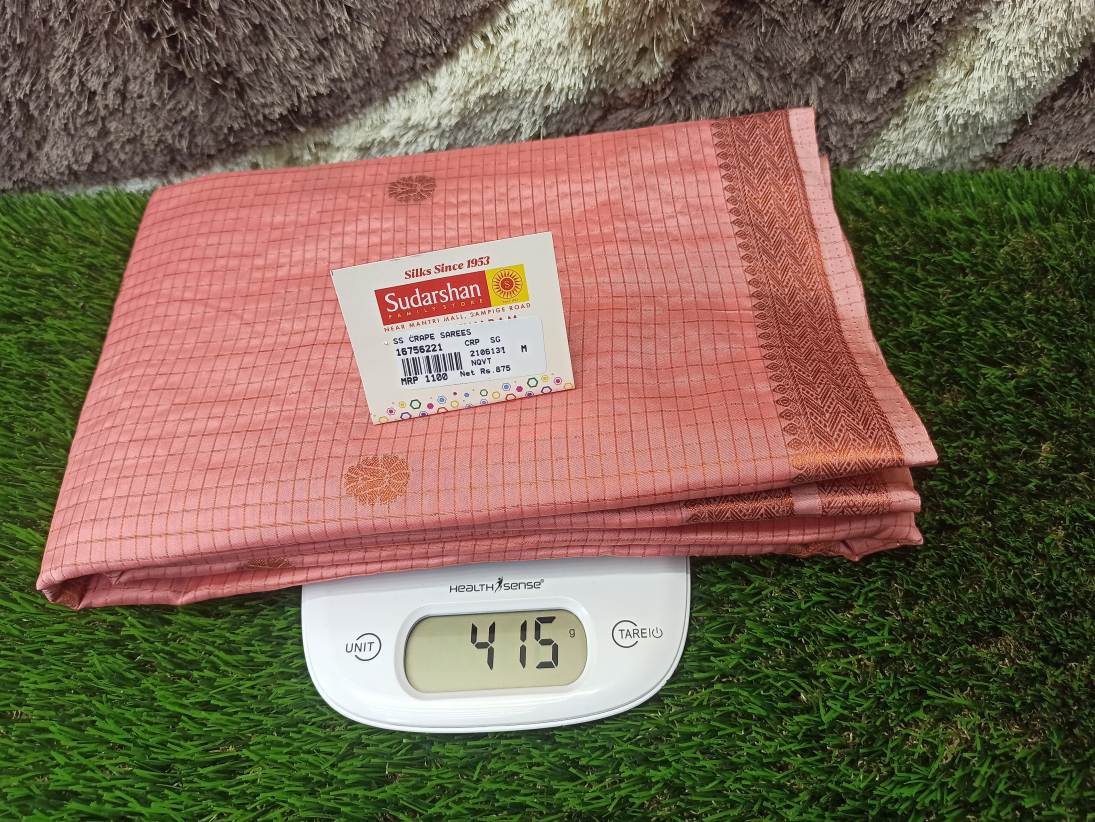 Silks Since 1953
Sudarshan
FAMILY STORE
NEAR MANTRI MALL, SAMPIGE ROAD
SS CRAPE SAREES
16756221 CRP SG
2106131 M
NQVT
MRP 1100 Net Rs.875
HEALTH SENSE®
UNIT
415 g
TARE|